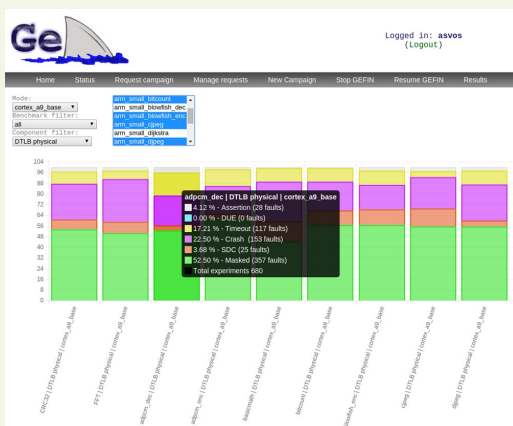 Ge
Logged in: asvos
(Logout)
Home Status Request campaign Manage requests New Campaign Stop GEFIN Resume GEFIN Results
Mode:
cortex_a9_base
Benchmark filter:
all
Component filter:
DTLB physical
arm_small_bitcount
arm_small_blowfish_dec
arm_small_blowfish_enc
arm_small_cjpeg
arm_small_dijkstra
arm_small_djpeg
104
96
88
80
72
64
56
48
40
32
24
16
8
0
adpcm_dec | DTLB physical | cortex_a9_base
4.12 % - Assertion (28 faults)
0.00 % - DUE (0 faults)
17.21 % - Timeout (117 faults)
22.50 % - Crash (153 faults)
3.68 % - SDC (25 faults)
52.50 % - Masked (357 faults)
Total experiments 680
CRC32 | DTLB physical | cortex_a9_base
FFT | DTLB physical | cortex_a9_base
adpcm_dec | DTLB physical | cortex_a9_base
adpcm_enc | DTLB physical | cortex_a9_base
basicmath | DTLB physical | cortex_a9_base
bitcount | DTLB physical | cortex_a9_base
lowfish_enc | DTLB physical | cortex_a9_base
cjpeg | DTLB physical | cortex_a9_base
djpeg | DTLB physical | cortex_a9_base